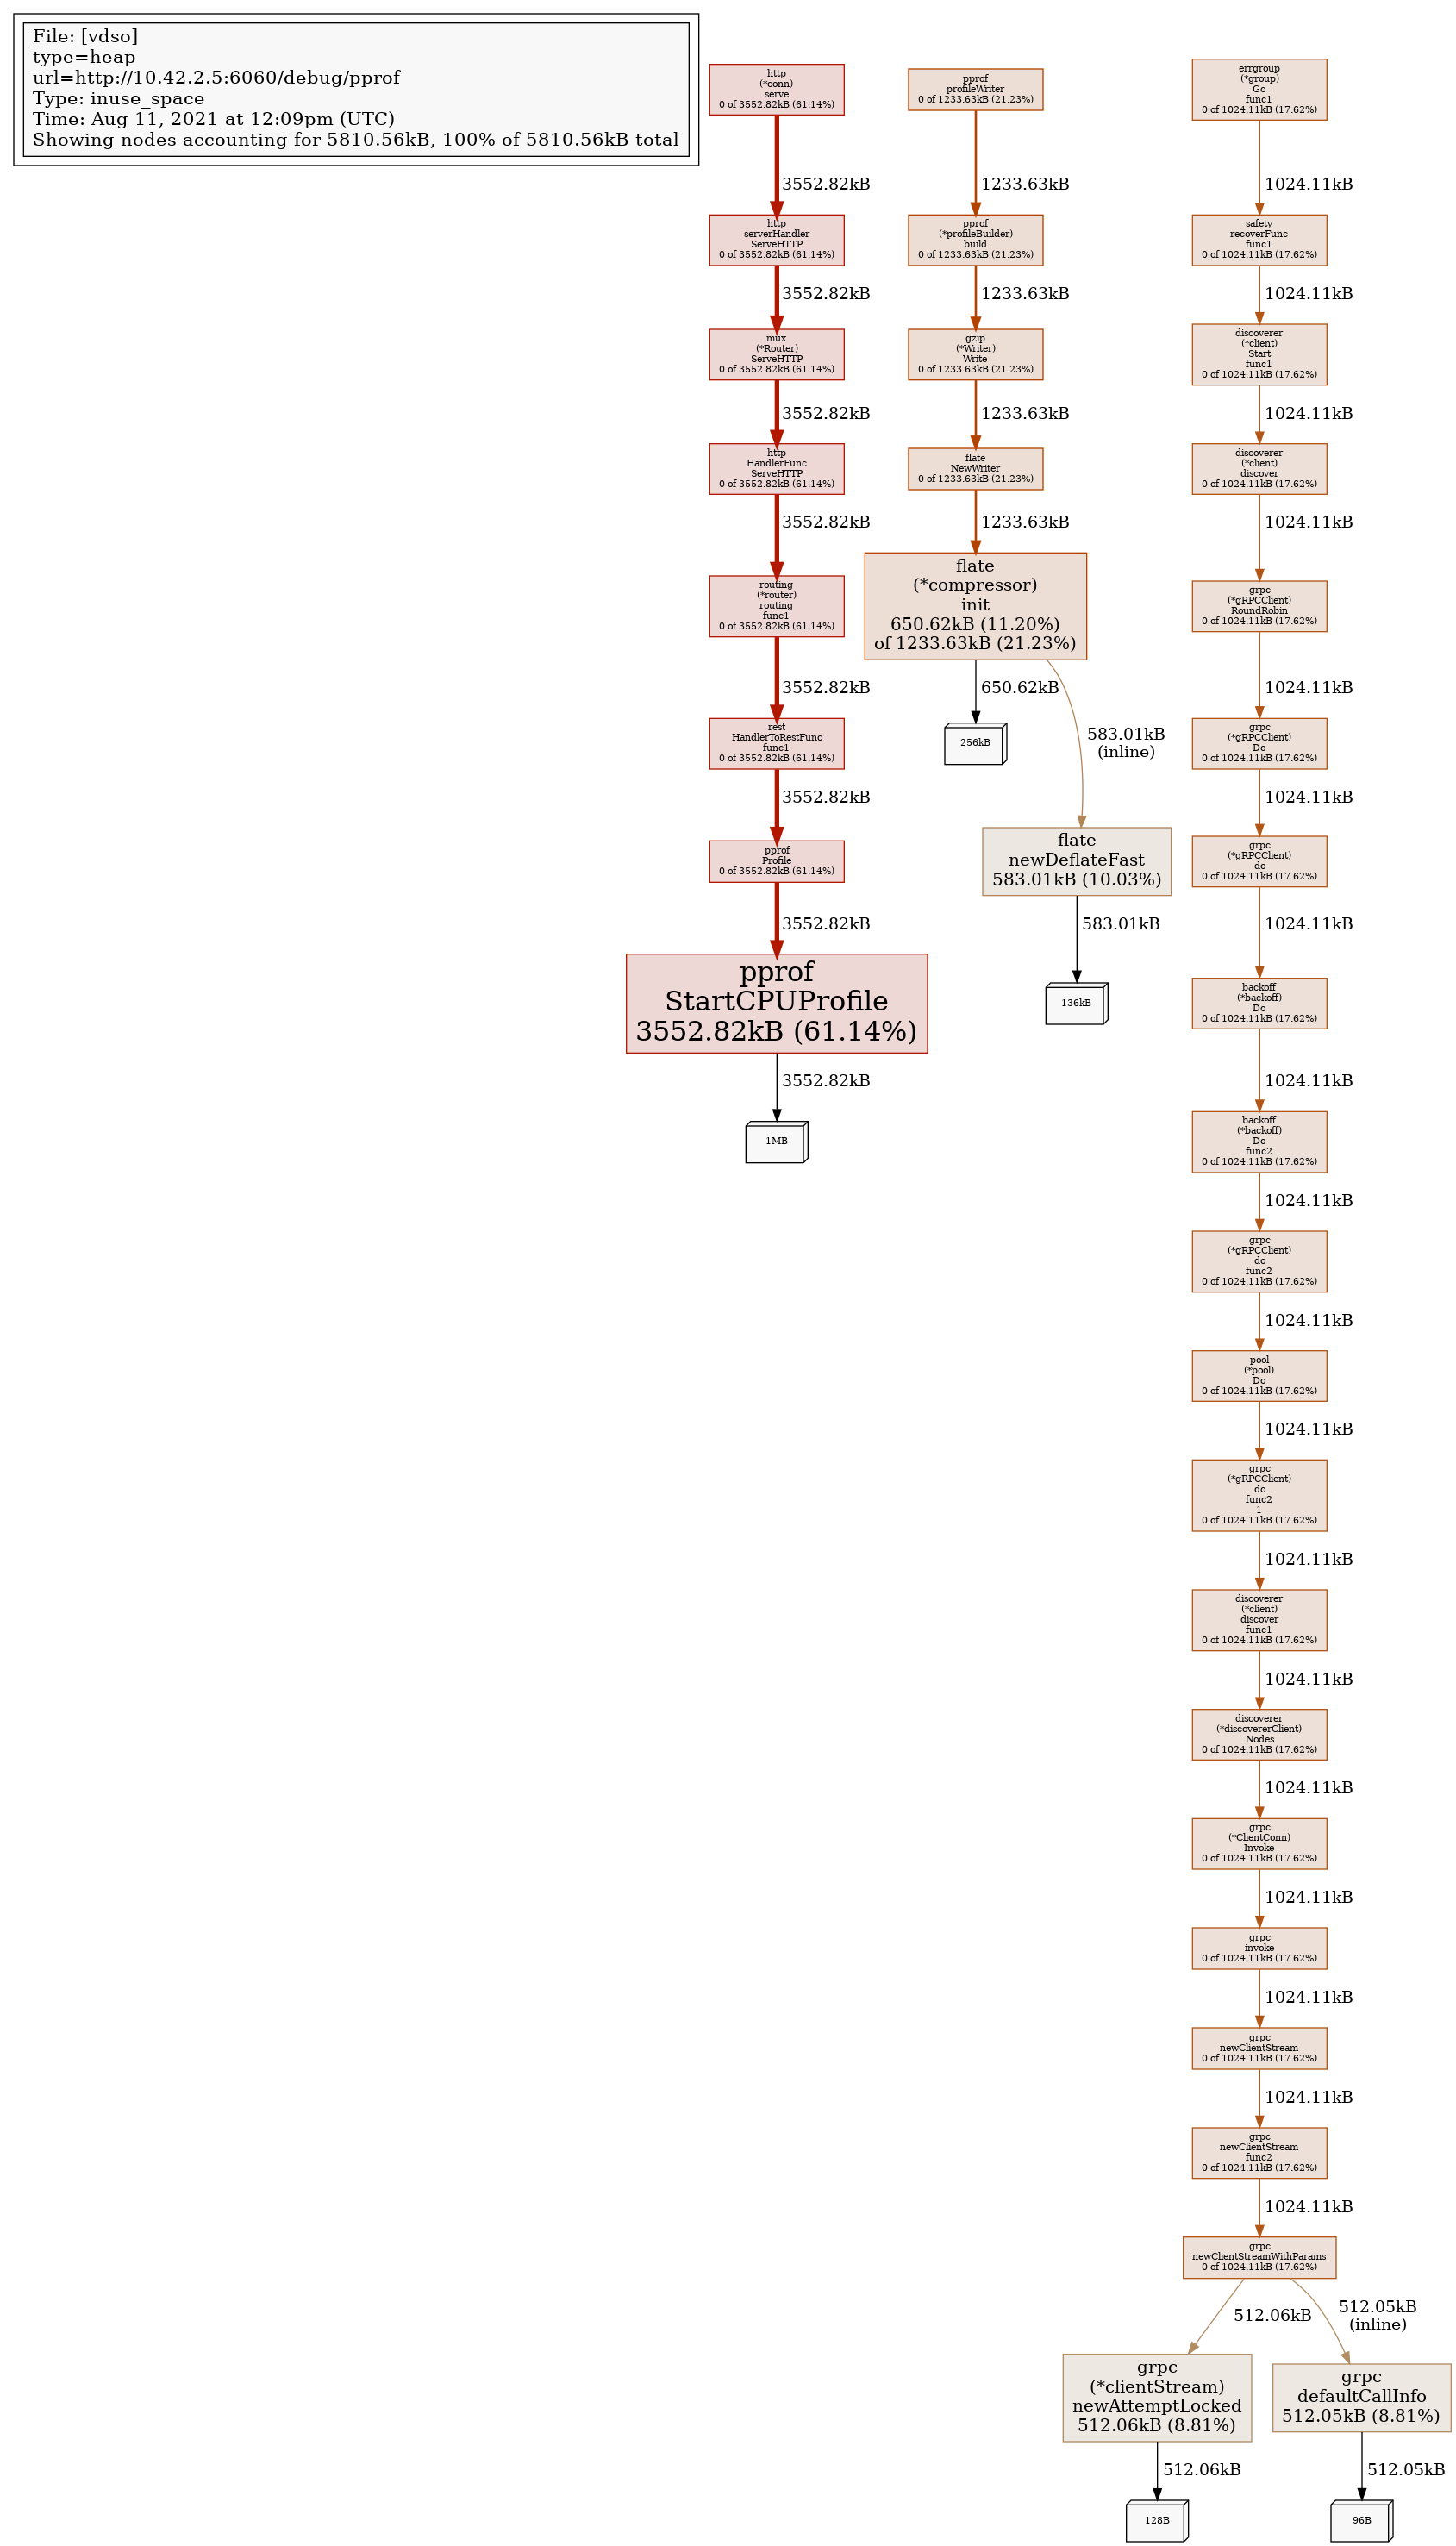 File: [vdso]
type=heap
url=http://10.42.2.5:6060/debug/pprof
Type: inuse_space
Time: Aug 11, 2021 at 12:09pm (UTC)
Showing nodes accounting for 5810.56kB, 100% of 5810.56kB total
http
(*conn)
serve
0 of 3552.82kB (61.14%)
3552.82kB
http
serverHandler
ServeHTTP
0 of 3552.82kB (61.14%)
3552.82kB
mux
(*Router)
ServeHTTP
0 of 3552.82kB (61.14%)
3552.82kB
http
HandlerFunc
ServeHTTP
0 of 3552.82kB (61.14%)
3552.82kB
routing
(*router)
routing
func1
0 of 3552.82kB (61.14%)
3552.82kB
rest
HandlerToRestFunc
func1
0 of 3552.82kB (61.14%)
3552.82kB
pprof
Profile
0 of 3552.82kB (61.14%)
3552.82kB
pprof
StartCPUProfile
3552.82kB (61.14%)
3552.82kB
1MB
pprof
profileWriter
0 of 1233.63kB (21.23%)
1233.63kB
pprof
(*profileBuilder)
build
0 of 1233.63kB (21.23%)
1233.63kB
gzip
(*Writer)
Write
0 of 1233.63kB (21.23%)
1233.63kB
flate
NewWriter
0 of 1233.63kB (21.23%)
1233.63kB
flate
(*compressor)
init
650.62kB (11.20%)
of 1233.63kB (21.23%)
650.62kB
256kB
583.01kB
(inline)
flate
newDeflateFast
583.01kB (10.03%)
583.01kB
136kB
errgroup
(*group)
Go
func1
0 of 1024.11kB (17.62%)
1024.11kB
safety
recoverFunc
func1
0 of 1024.11kB (17.62%)
1024.11kB
discoverer
(*client)
Start
func1
0 of 1024.11kB (17.62%)
1024.11kB
discoverer
(*client)
discover
0 of 1024.11kB (17.62%)
1024.11kB
grpc
(*gRPCClient)
RoundRobin
0 of 1024.11kB (17.62%)
1024.11kB
grpc
(*gRPCClient)
Do
0 of 1024.11kB (17.62%)
1024.11kB
grpc
(*gRPCClient)
do
0 of 1024.11kB (17.62%)
1024.11kB
backoff
(*backoff)
Do
0 of 1024.11kB (17.62%)
1024.11kB
backoff
(*backoff)
Do
func2
0 of 1024.11kB (17.62%)
1024.11kB
grpc
(*gRPCClient)
do
func2
0 of 1024.11kB (17.62%)
1024.11kB
pool
(*pool)
Do
0 of 1024.11kB (17.62%)
1024.11kB
grpc
(*gRPCClient)
do
func2
1
0 of 1024.11kB (17.62%)
1024.11kB
discoverer
(*client)
discover
func1
0 of 1024.11kB (17.62%)
1024.11kB
discoverer
(*discovererClient)
Nodes
0 of 1024.11kB (17.62%)
1024.11kB
grpc
(*ClientConn)
Invoke
0 of 1024.11kB (17.62%)
1024.11kB
grpc
invoke
0 of 1024.11kB (17.62%)
1024.11kB
grpc
newClientStream
0 of 1024.11kB (17.62%)
1024.11kB
grpc
newClientStream
func2
0 of 1024.11kB (17.62%)
1024.11kB
grpc
newClientStreamWithParams
0 of 1024.11kB (17.62%)
512.06kB
512.05kB
(inline)
grpc
(*clientStream)
newAttemptLocked
512.06kB (8.81%)
512.06kB
128B
grpc
defaultCallInfo
512.05kB (8.81%)
512.05kB
96B